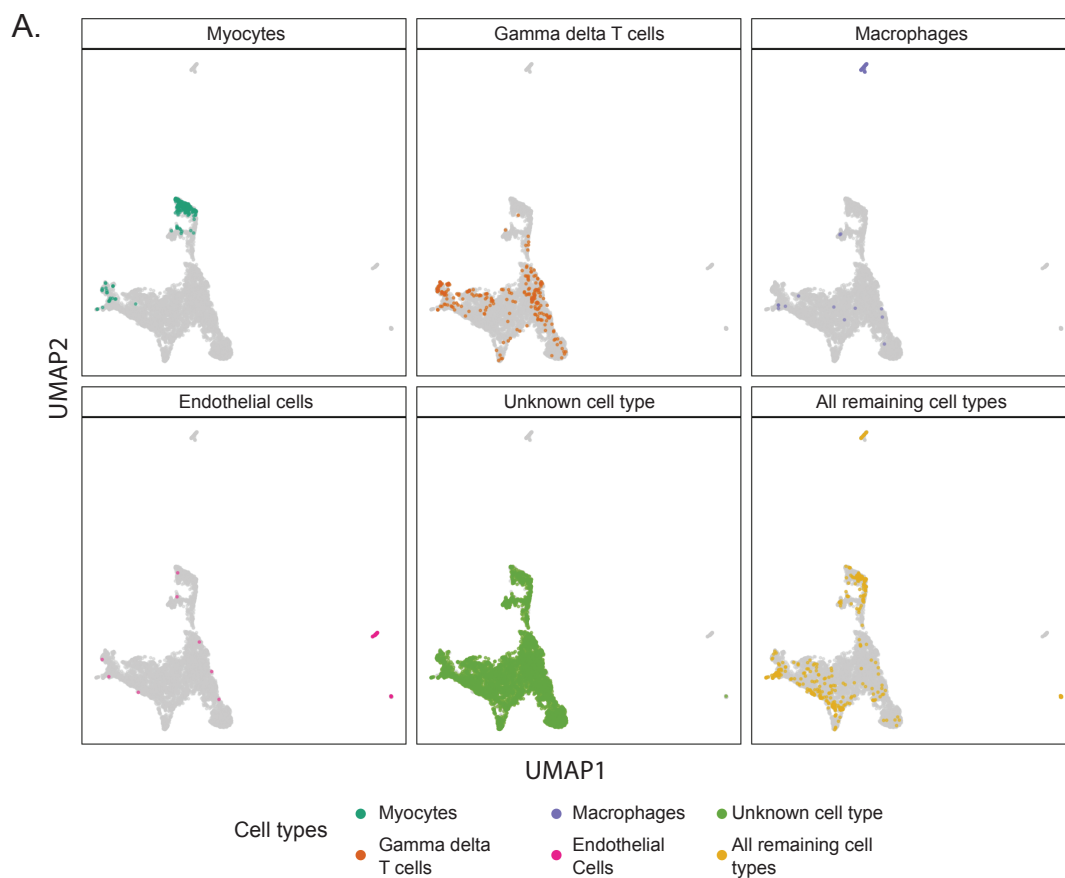 A.
Myocytes
Gamma delta T cells
Macrophages
UMAP2
Endothelial cells
Unknown cell type
All remaining cell types
UMAP1
Cell types
Myocytes
Macrophages
Unknown cell type
Gamma delta
T cells
Endothelial
Cells
All remaining cell
types